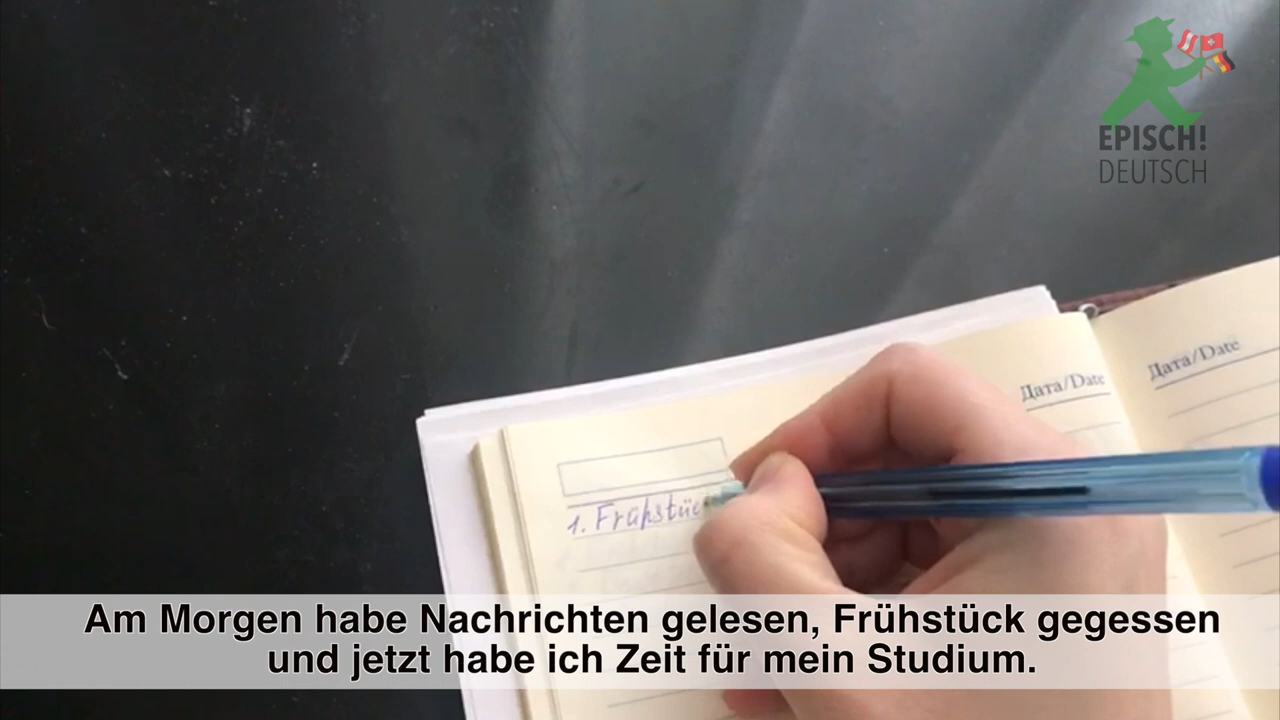 EPISCH!
DEUTSCH
Дата/Date
Дата/Date
1. Frühstüc
Am Morgen habe Nachrichten gelesen, Frühstück gegessen
und jetzt habe ich Zeit für mein Studium.